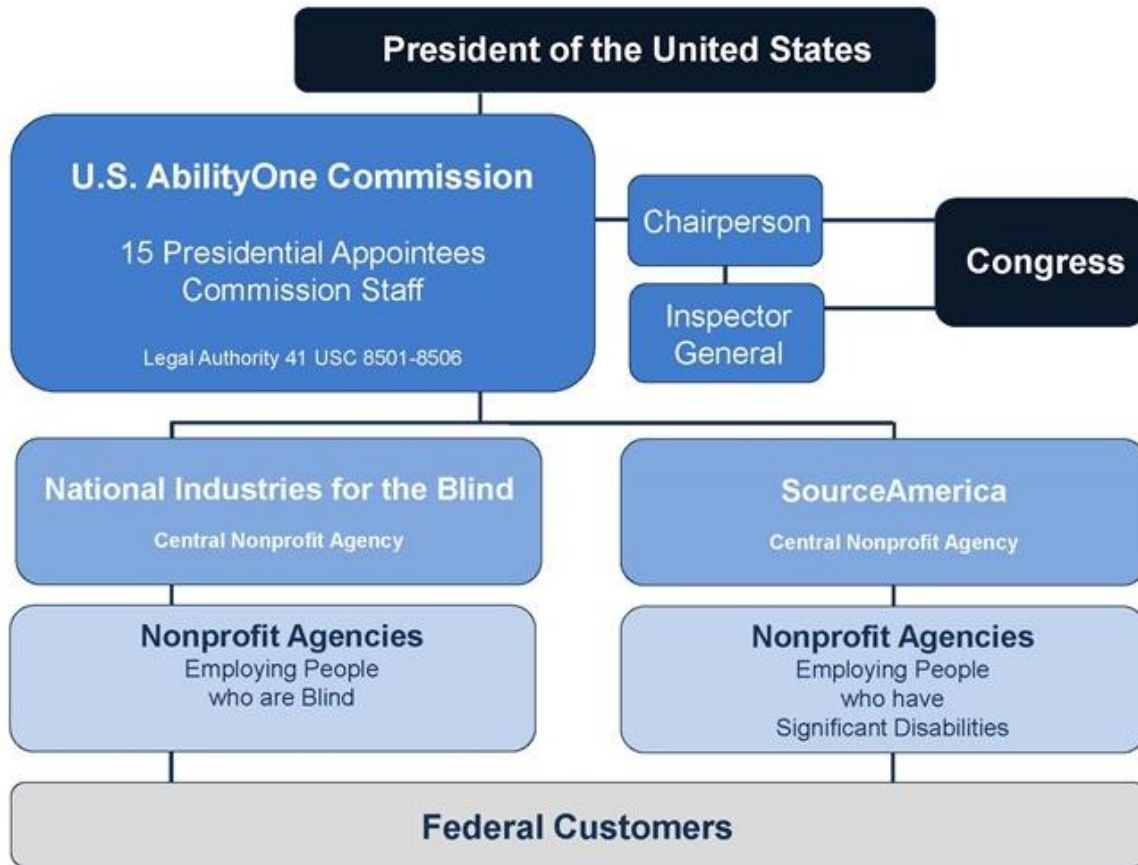 President of the United States
U.S. AbilityOne Commission
15 Presidential Appointees
Commission Staff
Legal Authority 41 USC 8501-8506
Chairperson
Inspector
General
Congress
National Industries for the Blind
Central Nonprofit Agency
SourceAmerica
Central Nonprofit Agency
Nonprofit Agencies
Employing People
who are Blind
Nonprofit Agencies
Employing People
who have
Significant Disabilities
Federal Customers